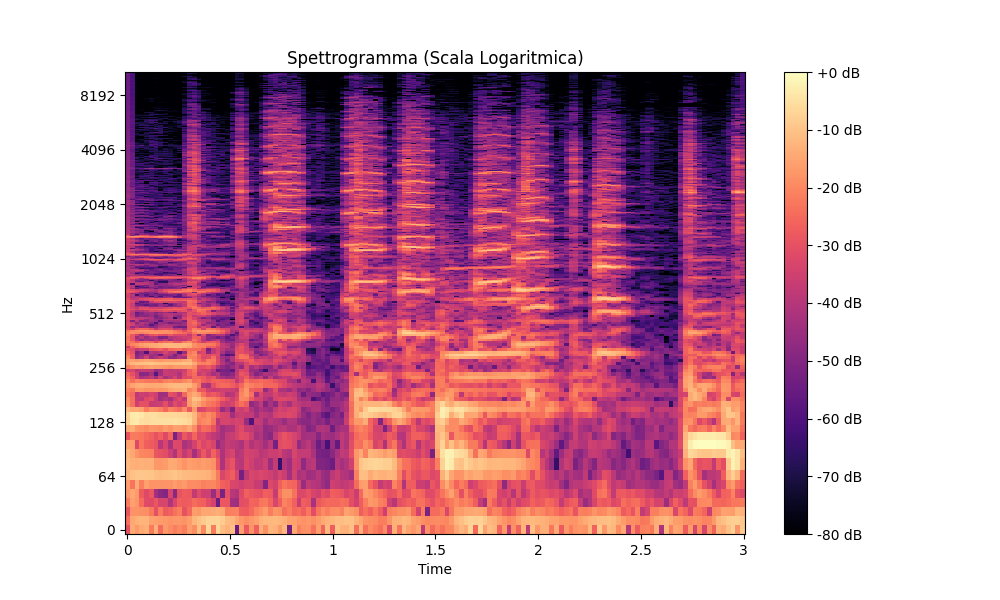 Spettrogramma (Scala Logaritmica)
Hz
8192
4096
2048
1024
512
256
128
64
0
0
0.5
1
1.5
2
2.5
3
Time
+0 dB
-10 dB
-20 dB
-30 dB
-40 dB
-50 dB
-60 dB
-70 dB
-80 dB